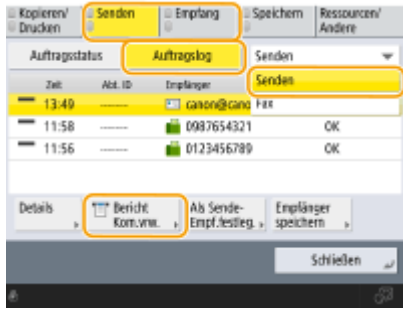 Kopieren/ Senden Empfang Speichern Ressourcen/
Drucken Andere
Auftragsstatus Auftragslog Senden
Zeit Abt. ID Empfänger Senden
13:49 -------- canon@cano Fax
11:58 -------- 0987654321 OK
11:56 -------- 0123456789 OK
Details Bericht Als Sende- Empfänger
Kom.vrw. Empf.festleg. speichern
Schließen